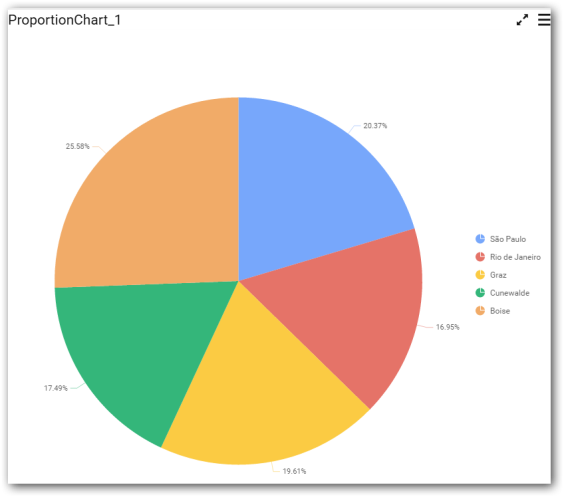 ProportionChart_1
20.37%
25.58%
São Paulo
Rio de Janeiro
Graz
Cunewalde
Boise
16.95%
17.49%
19.61%